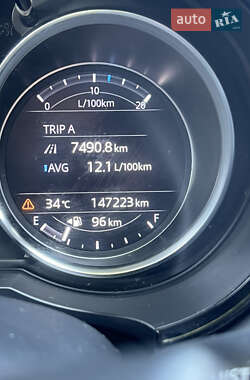 auto RIA
0 10 20
L/100km
TRIP A
7490.8 km
AVG 12.1 L/100km
34°C 147223 km
E 96 km F